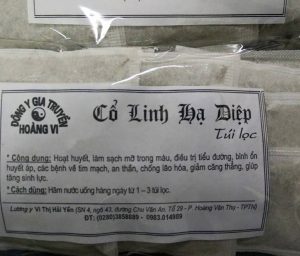 ĐÔNG Y GIA TRUYỀN
HOÀNG VI
Cổ Linh Hạ Diệp
Túi lọc
* Công dung: Hoạt huyết, làm sạch mỡ trong máu, điều trị tiểu đường, bình ổn
huyết áp, các bệnh về tim mạch, an thần, chống lão hóa, giảm căng thẳng, giúp
tăng sinh lực.
* Cách dùng: Hãm nước uống hàng ngày từ 1 – 3 túi lọc.
Lương y Vi Thị Hải Yến (SN 4, ngõ 43, đường Chu Văn An. Tổ 29 - P. Hoàng Văn Thụ - TPTN)
ĐT: (0280)3858689 - 0983.014989